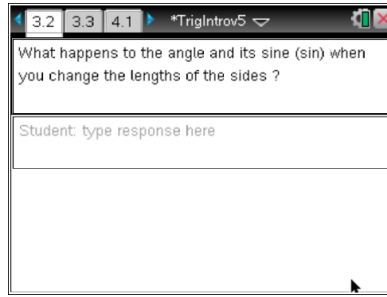 3.2 3.3 4.1 *TrigIntrov5
What happens to the angle and its sine (sin) when
you change the lengths of the sides ?
Student: type response here